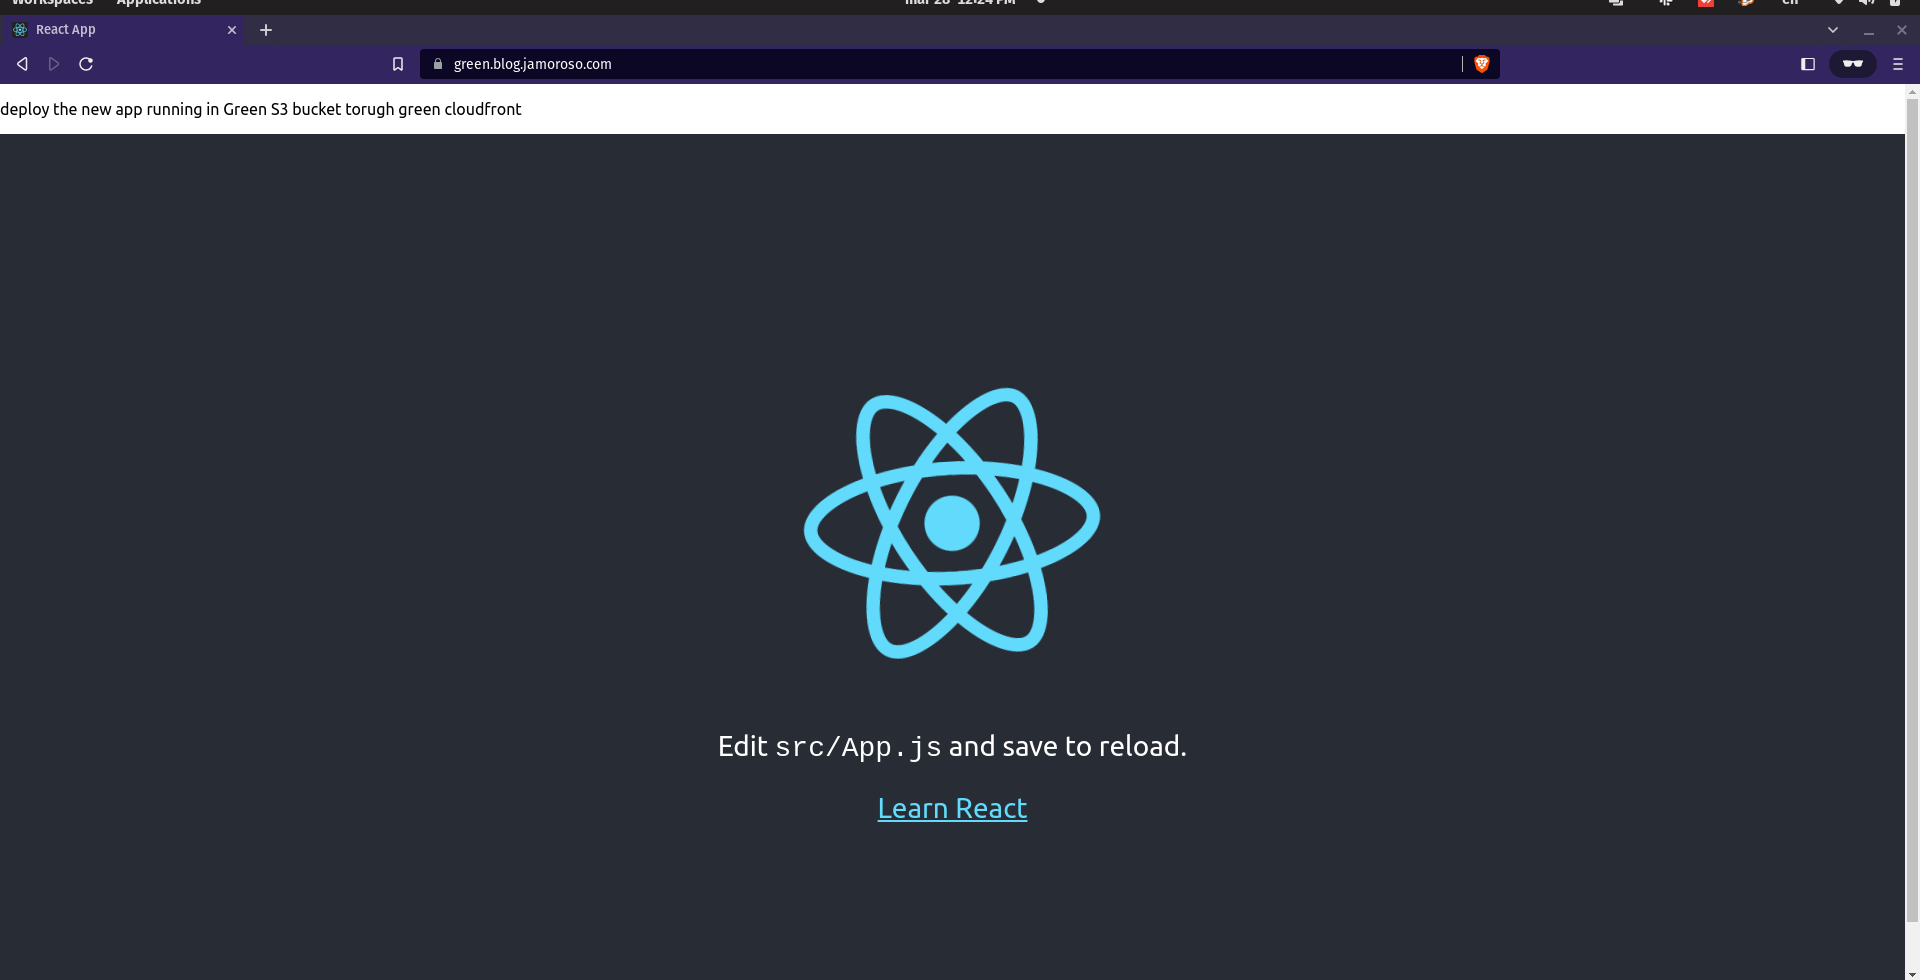 Workspaces Applications mar 28 12:24 PM en
React App
green.blog.jamoroso.com
deploy the new app running in Green S3 bucket torugh green cloudfront
Edit src/App.js and save to reload.
Learn React